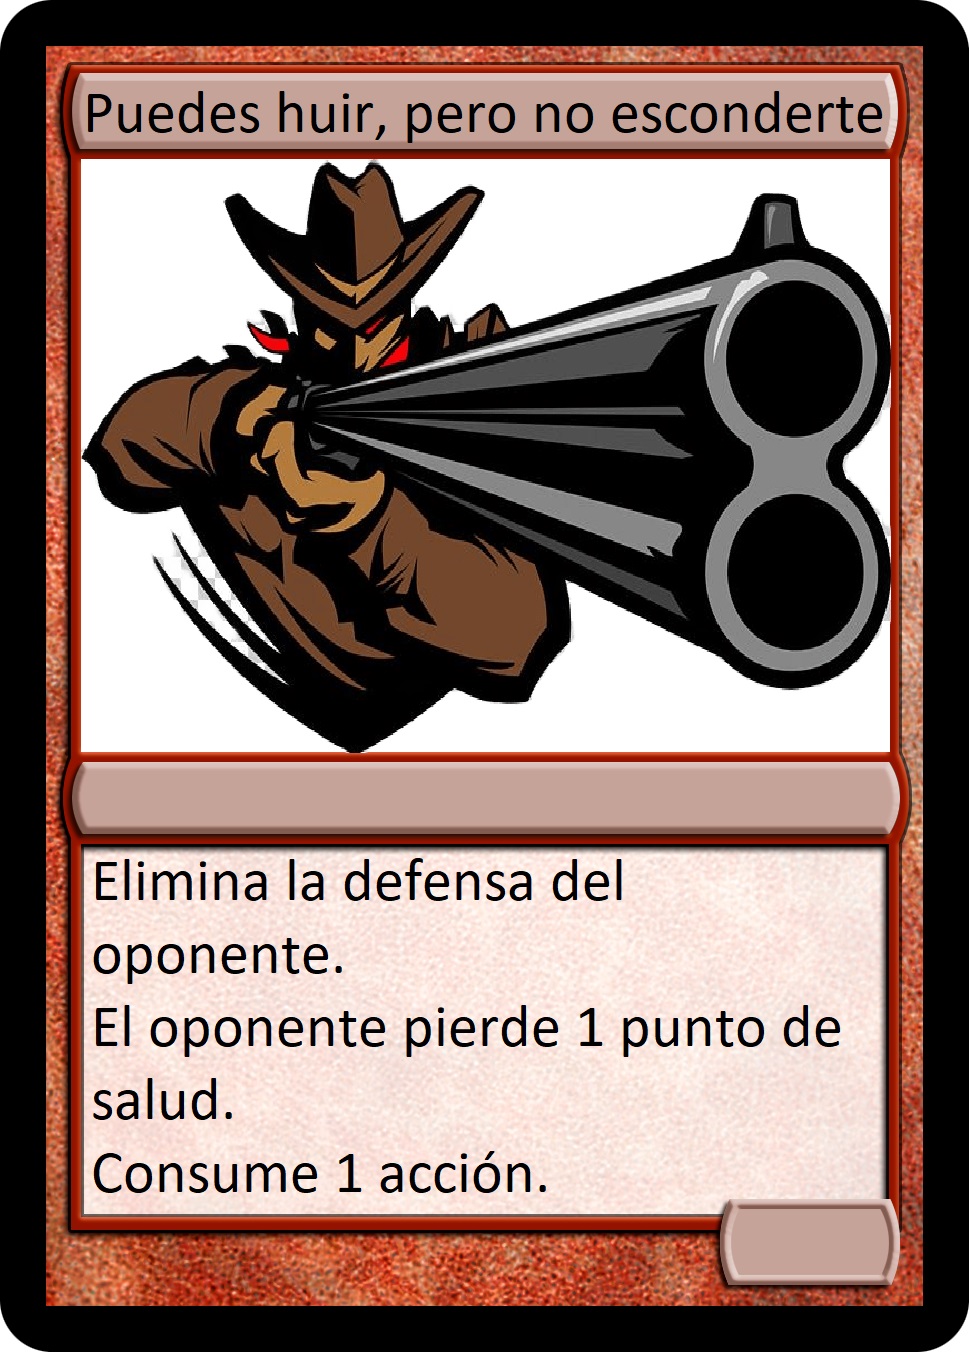 Puedes huir, pero no esconderte
Elimina la defensa del
oponente.
El oponente pierde 1 punto de
salud.
Consume 1 acción.